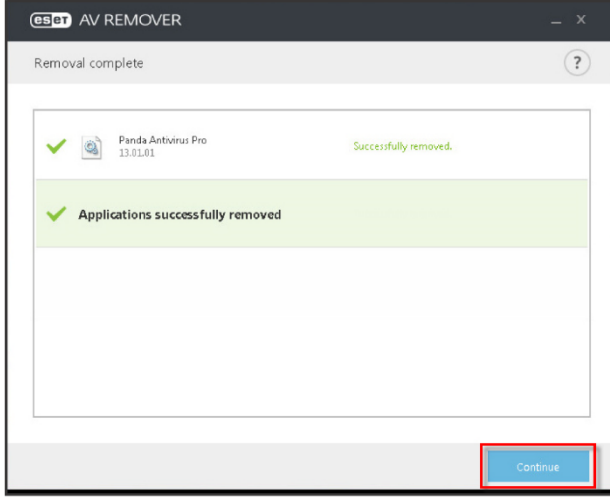 eset AV REMOVER
Removal complete
?
Panda Antivirus Pro
13.01.01
Successfully removed.
Applications successfully removed
Continue